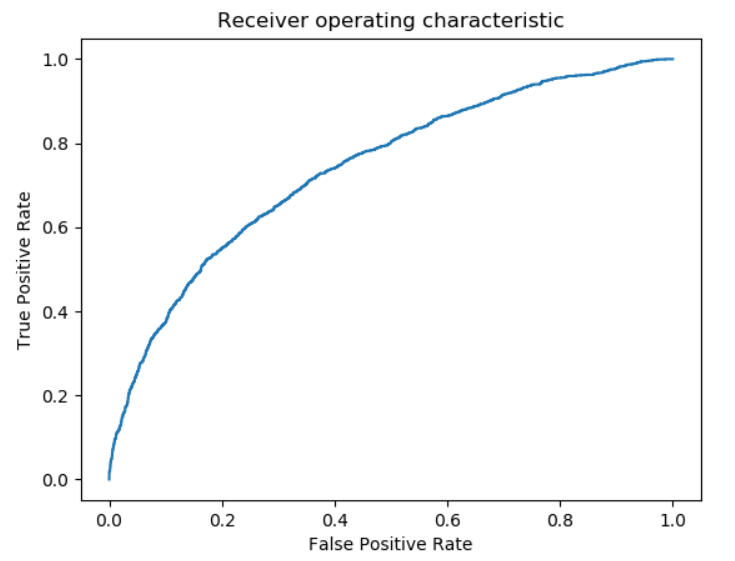 Receiver operating characteristic
1.0
0.8
0.6
0.4
0.2
0.0
True Positive Rate
0.0 0.2 0.4 0.6 0.8 1.0
False Positive Rate